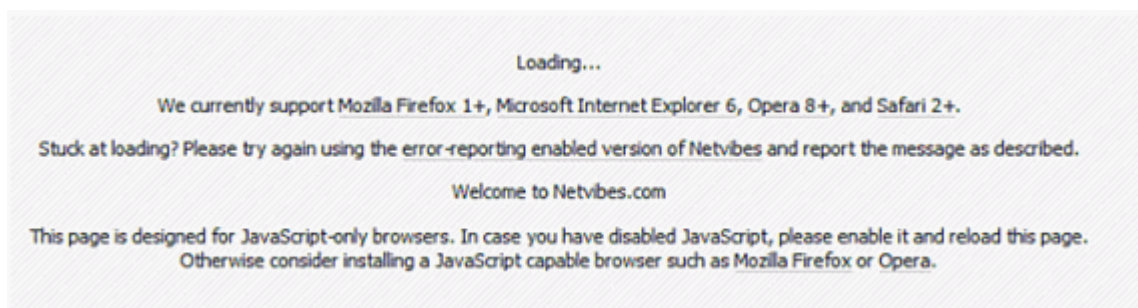 Loading...
We currently support Mozilla Firefox 1+, Microsoft Internet Explorer 6, Opera 8+, and Safari 2+.
Stuck at loading? Please try again using the error-reporting enabled version of Netvibes and report the message as described.
Welcome to Netvibes.com
This page is designed for JavaScript-only browsers. In case you have disabled JavaScript, please enable it and reload this page.
Otherwise consider installing a JavaScript capable browser such as Mozilla Firefox or Opera.